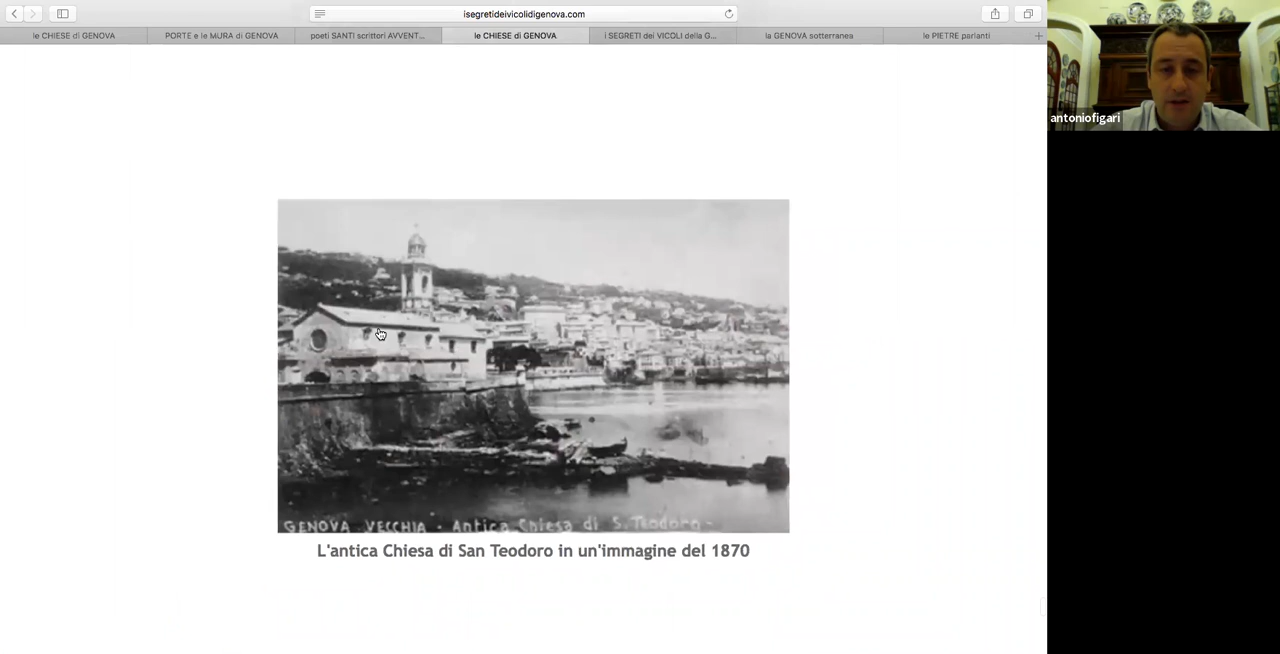 isegretideivicolidigenova.com
le CHIESE di GENOVA
PORTE e le MURA di GENOVA
poeti SANTI scrittori AVVENT...
le CHIESE di GENOVA
i SEGRETI dei VICOLI della G...
la GENOVA sotterranea
le PIETRE parlanti
antoniofigari
GENOVA VECCHIA - Antica Chiesa di S. Teodoro -
L'antica Chiesa di San Teodoro in un'immagine del 1870